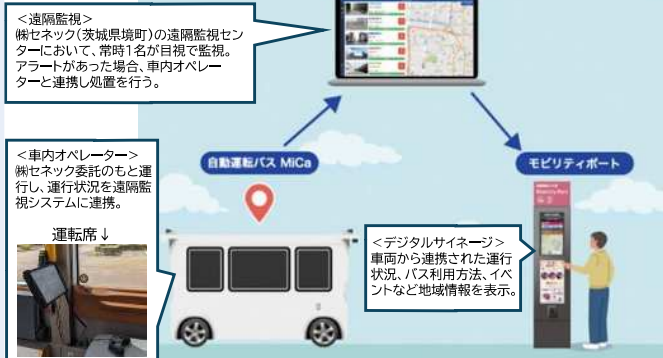 <遠隔監視>
㈱セネック(茨城県境町)の遠隔監視セン
ターにおいて、常時1名が目視で監視。
アラートがあった場合、車内オペレー
ターと連携し処置を行う。
自動運転バス MiCa
モビリティポート
<車内オペレーター>
㈱セネック委託のもと運
行し、運行状況を遠隔監
視システムに連携。
運転席↓
<デジタルサイネージ>
車両から連携された運行
状況、バス利用方法、イベ
ントなど地域情報を表示。